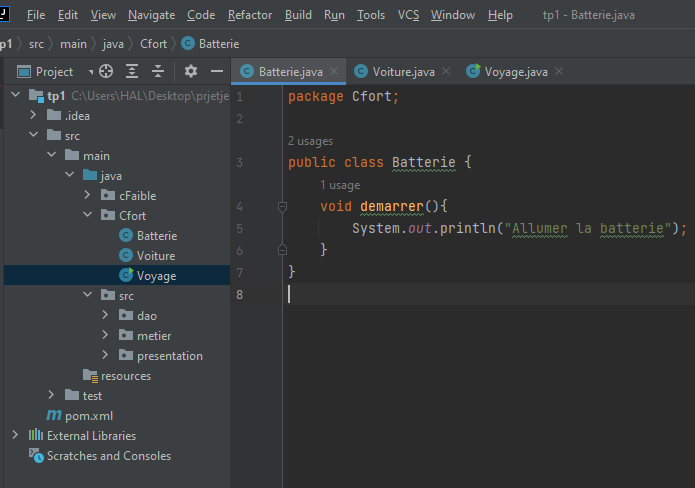 File Edit View Navigate Code Refactor Build Run Tools VCS Window Help tp1 - Batterie.java
tp1 src main java Cfort Batterie
Project Batterie.java Voiture.java Voyage.java
tp1 C:\Users\HAL\Desktop\prjetje
.idea
src
main
java
cFaible
Cfort
Batterie
Voiture
Voyage
src
dao
metier
presentation
resources
test
pom.xml
External Libraries
Scratches and Consoles
1 package Cfort;
2
2 usages
3 public class Batterie {
1 usage
4 void demarrer(){
5 System.out.println("Allumer la batterie");
6 }
7 }
8